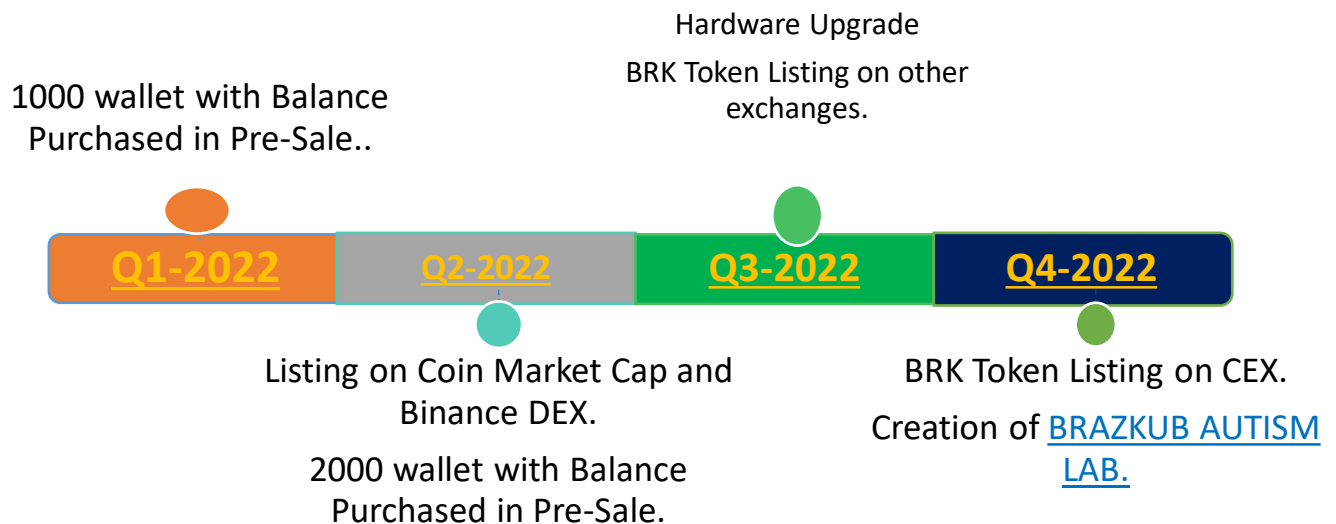 Hardware Upgrade
BRK Token Listing on other
exchanges.
1000 wallet with Balance
Purchased in Pre-Sale..
Q1-2022
Q2-2022
Q3-2022
Q4-2022
Listing on Coin Market Cap and
Binance DEX.
2000 wallet with Balance
Purchased in Pre-Sale.
BRK Token Listing on CEX.
Creation of BRAZKUB AUTISM
LAB.